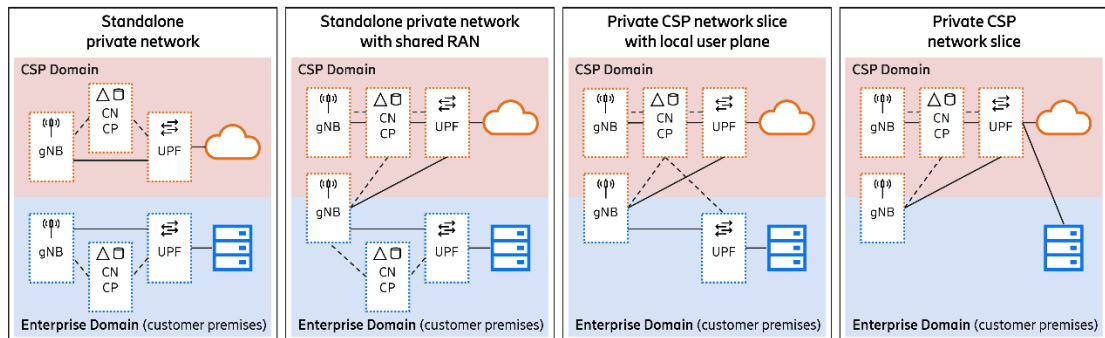 Standalone
private network
CSP Domain
gNB
CN
CP
UPF
gNB
CN
CP
UPF
Enterprise Domain (customer premises)
Standalone private network
with shared RAN
CSP Domain
gNB
CN
CP
UPF
gNB
CN
CP
UPF
Enterprise Domain (customer premises)
Private CSP network slice
with local user plane
CSP Domain
gNB
CN
CP
UPF
gNB
UPF
Enterprise Domain (customer premises)
Private CSP
network slice
CSP Domain
gNB
CN
CP
UPF
gNB
Enterprise Domain (customer premises)